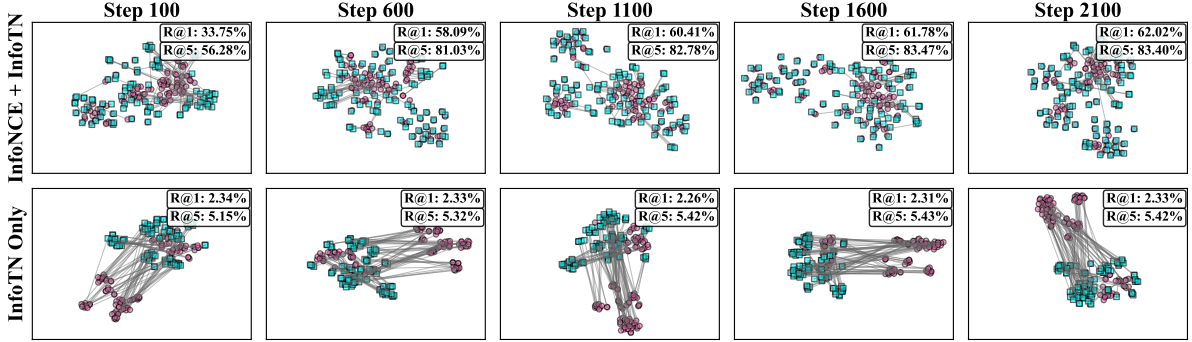 Step 100
Step 600
Step 1100
Step 1600
Step 2100
InfoNCE + InfoTN
R@1: 33.75%
R@5: 56.28%
R@1: 58.09%
R@5: 81.03%
R@1: 60.41%
R@5: 82.78%
R@1: 61.78%
R@5: 83.47%
R@1: 62.02%
R@5: 83.40%
InfoTN Only
R@1: 2.34%
R@5: 5.15%
R@1: 2.33%
R@5: 5.32%
R@1: 2.26%
R@5: 5.42%
R@1: 2.31%
R@5: 5.43%
R@1: 2.33%
R@5: 5.42%